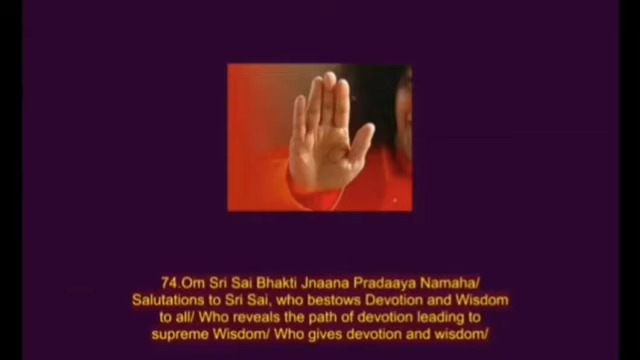 74.Om Sri Sai Bhakti Jnaana Pradaaya Namaha/
Salutations to Sri Sai, who bestows Devotion and Wisdom
to all/ Who reveals the path of devotion leading to
supreme Wisdom/ Who gives devotion and wisdom/